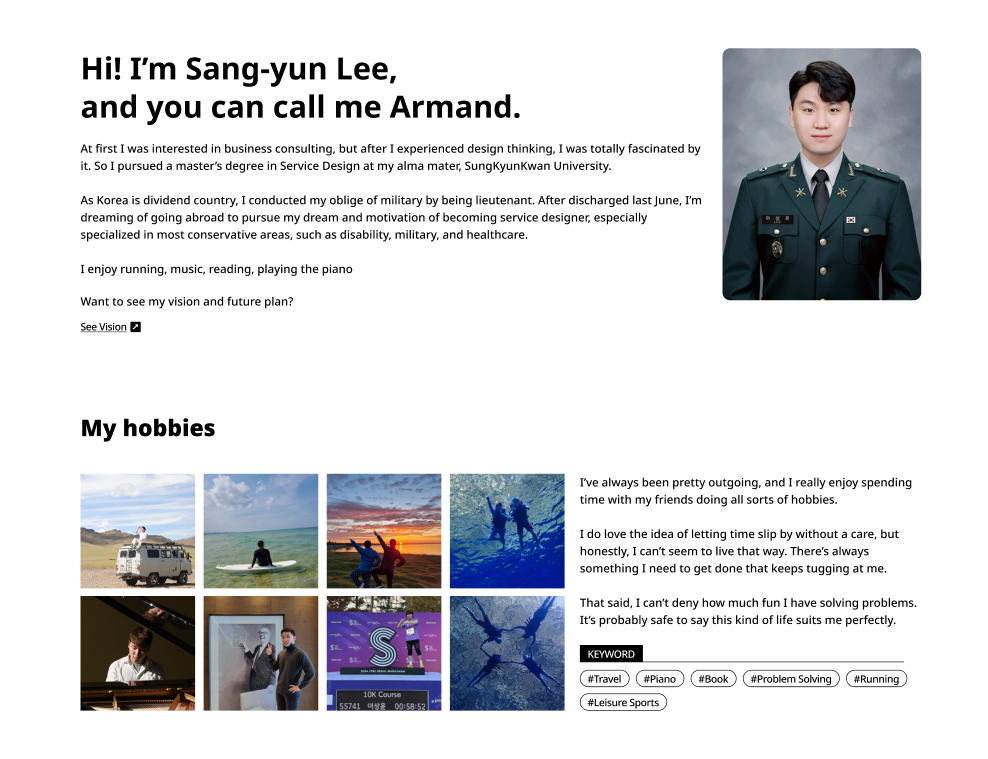 Hi! I’m Sang-yun Lee,
and you can call me Armand.
At first I was interested in business consulting, but after I experienced design thinking, I was totally fascinated by
it. So I pursued a master’s degree in Service Design at my alma mater, SungKyunKwan University.
As Korea is dividend country, I conducted my oblige of military by being lieutenant. After discharged last June, I’m
dreaming of going abroad to pursue my dream and motivation of becoming service designer, especially
specialized in most conservative areas, such as disability, military, and healthcare.
I enjoy running, music, reading, playing the piano
Want to see my vision and future plan?
See Vision
My hobbies
I’ve always been pretty outgoing, and I really enjoy spending
time with my friends doing all sorts of hobbies.
I do love the idea of letting time slip by without a care, but
honestly, I can’t seem to live that way. There’s always
something I need to get done that keeps tugging at me.
That said, I can’t deny how much fun I have solving problems.
It’s probably safe to say this kind of life suits me perfectly.
KEYWORD
#Travel
#Piano
#Book
#Problem Solving
#Running
#Leisure Sports
10K Course
55741 이상윤 00:58:52